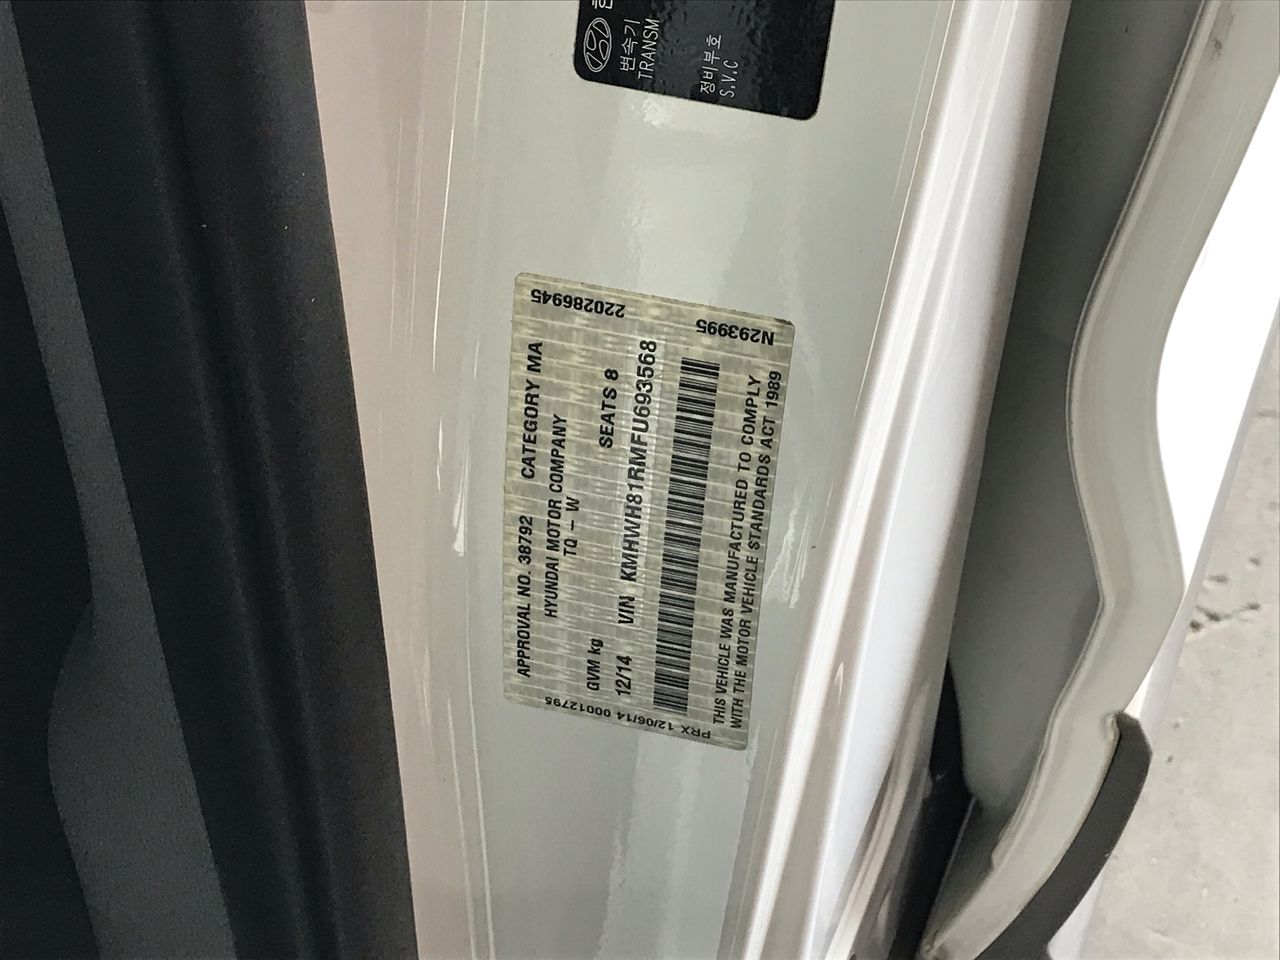 변속기
TRANSM
정비부호
S.V.C
220286945
N293995
APPROVAL NO. 38792 CATEGORY MA
HYUNDAI MOTOR COMPANY
TQ - W
GVM kg SEATS 8
12/14 VIN KMHWH81RMFU693568
THIS VEHICLE WAS MANUFACTURED TO COMPLY
WITH THE MOTOR VEHICLE STANDARDS ACT 1989
PRX 12/06/14 00012795